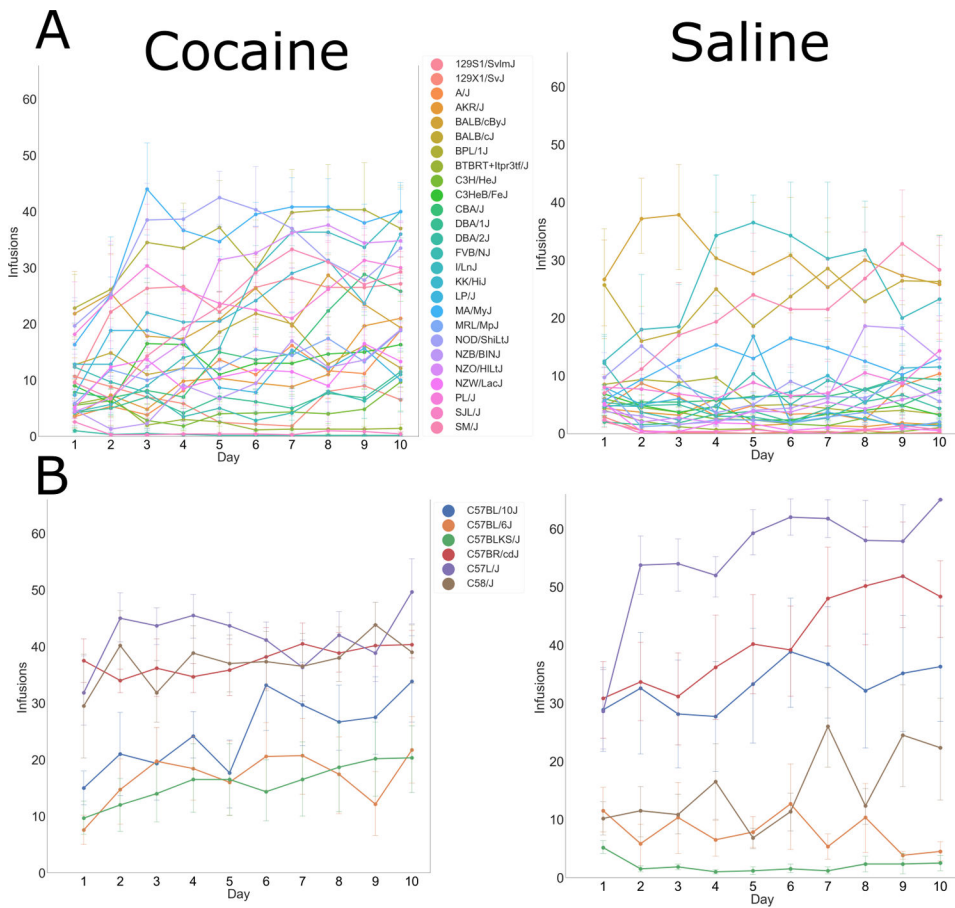 A
Cocaine
Saline
60
50
40
30
20
10
0
Infusions
1 2 3 4 5 6 7 8 9 10
Day
129S1/SvlmJ
129X1/SvJ
A/J
AKR/J
BALB/cByJ
BALB/cJ
BPL/1J
BTBRT+Itpr3tf/J
C3H/HeJ
C3HeB/FeJ
CBA/J
DBA/1J
DBA/2J
FVB/NJ
I/LnJ
KK/HiJ
LP/J
MA/MyJ
MRL/MpJ
NOD/ShiLtJ
NZB/BINJ
NZO/HILtJ
NZW/LacJ
PL/J
SJL/J
SM/J
60
50
40
30
20
10
0
Infusions
1 2 3 4 5 6 7 8 9 10
Day
B
60
50
40
30
20
10
0
Infusions
1 2 3 4 5 6 7 8 9 10
Day
C57BL/10J
C57BL/6J
C57BLKS/J
C57BR/cdJ
C57L/J
C58/J
60
50
40
30
20
10
0
Infusions
1 2 3 4 5 6 7 8 9 10
Day